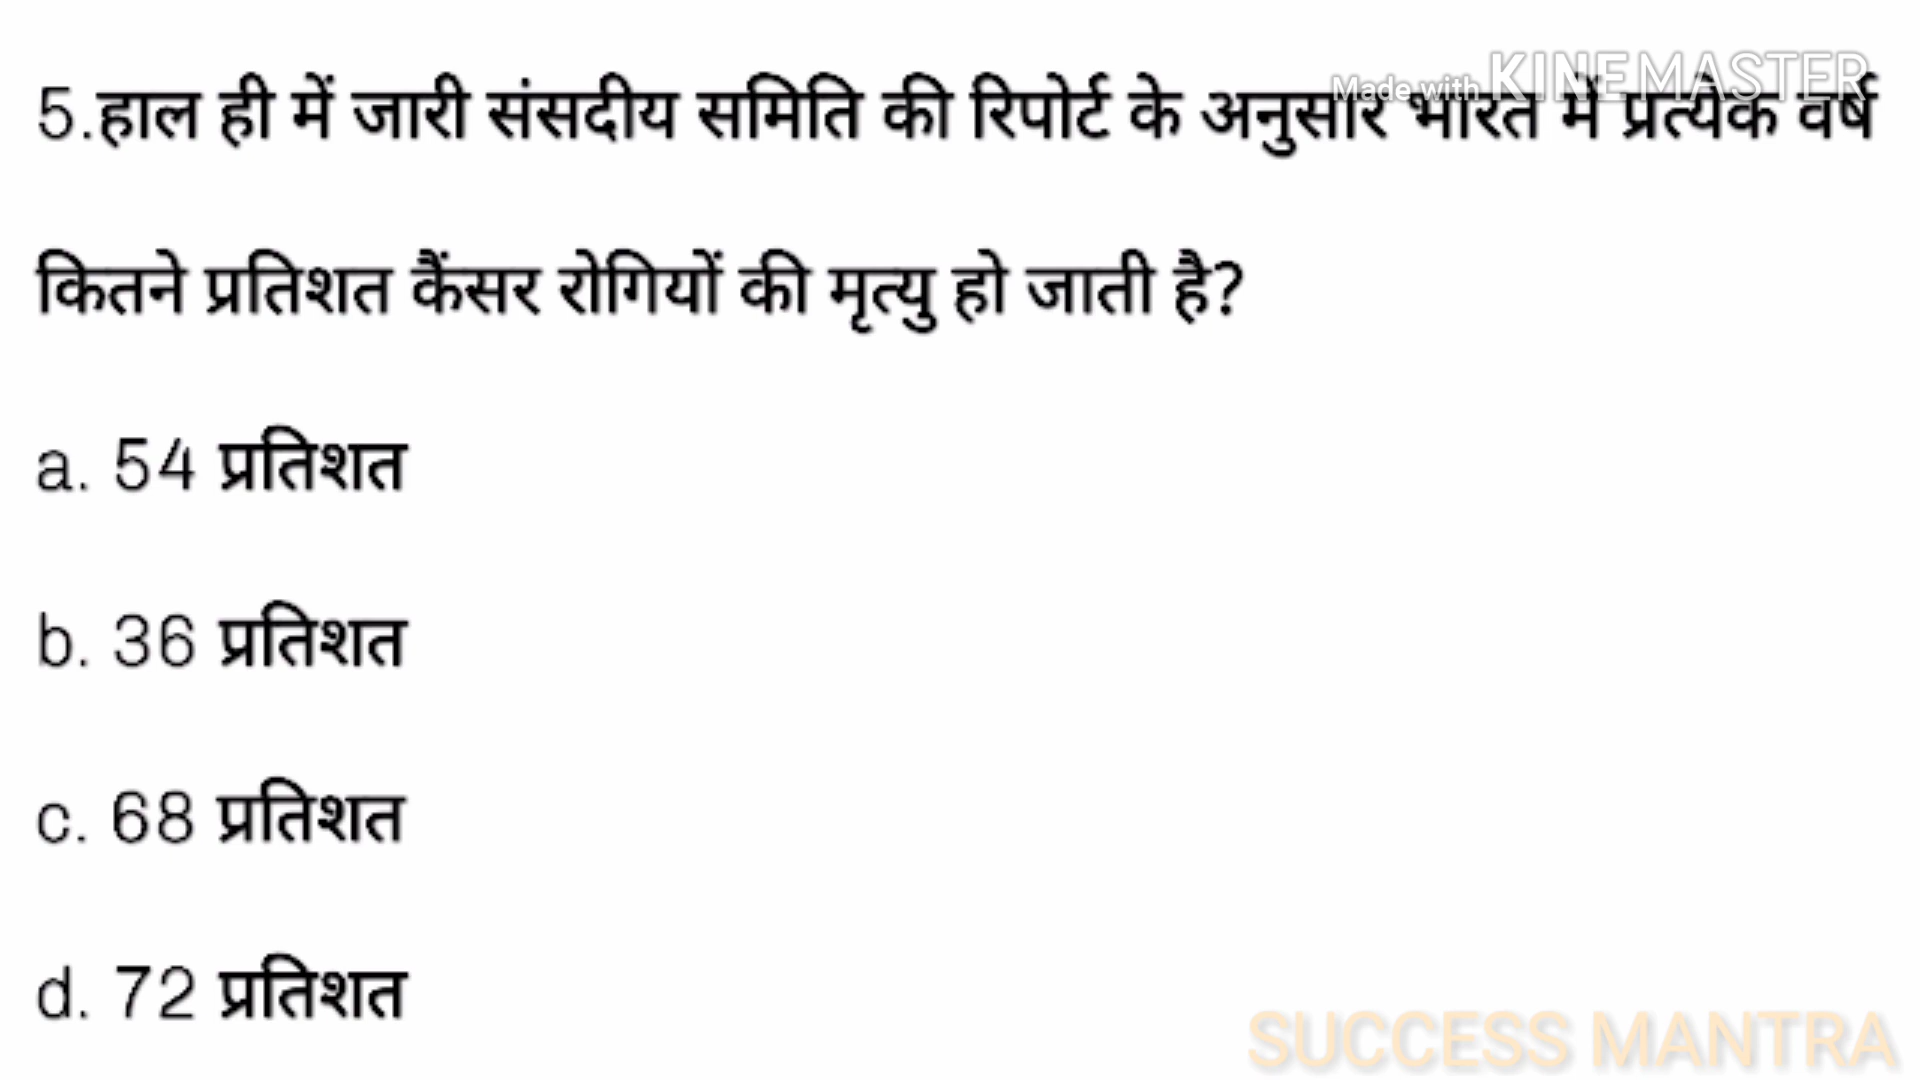 Made with KINEMASTER
5.हाल ही में जारी संसदीय समिति की रिपोर्ट के अनुसार भारत में प्रत्येक वर्ष
कितने प्रतिशत कैंसर रोगियों की मृत्यु हो जाती है?
a. 54 प्रतिशत
b. 36 प्रतिशत
c. 68 प्रतिशत
d. 72 प्रतिशत
SUCCESS MANTRA